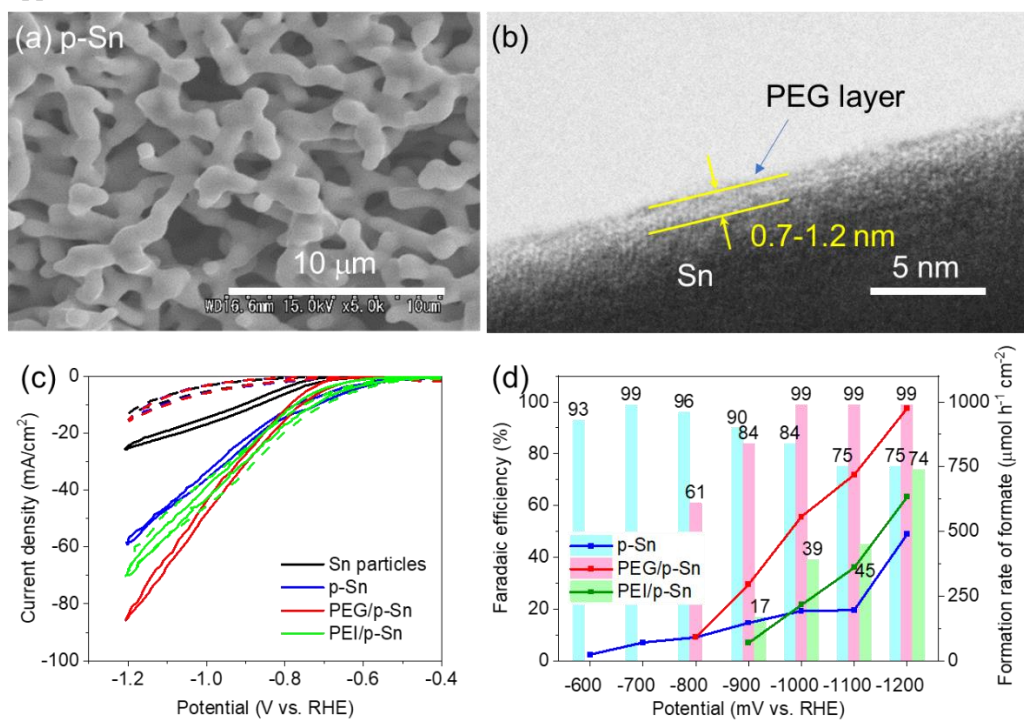 (a) p-Sn
10 μm
WD16.6mm 15.0kV x5.0k 10um
(b)
PEG layer
0.7-1.2 nm
Sn
5 nm
(c)
0
-20
-40
-60
-80
-100
Current density (mA/cm²)
Sn particles
p-Sn
PEG/p-Sn
PEI/p-Sn
-1.2
-1.0
-0.8
-0.6
-0.4
Potential (V vs. RHE)
(d)
100
80
60
40
20
0
Faradaic efficiency (%)
93
99
96
61
90
84
17
84
99
39
75
99
45
75
99
74
p-Sn
PEG/p-Sn
PEI/p-Sn
1000
750
500
250
0
Formation rate of formate (μmol h⁻¹ cm⁻²)
-600
-700
-800
-900
-1000
-1100
-1200
Potential (mV vs. RHE)